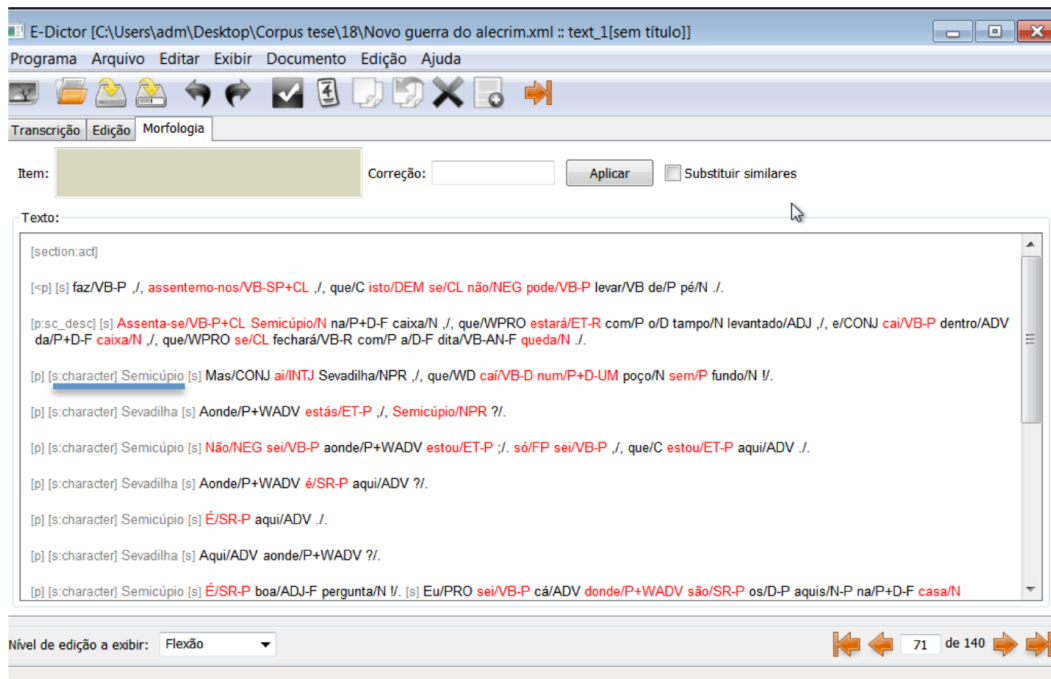 E-Dictor [C:\Users\adm\Desktop\Corpus tese\18\Novo guerra do alecrim.xml :: text_1[sem título]]
Programa Arquivo Editar Exibir Documento Edição Ajuda
Transcrição Edição Morfologia
Item: Correção: Aplicar Substituir similares
Texto:
[section:act]
[<p] [s] faz/VB-P ,/, assentemo-nos/VB-SP+CL ,/, que/C isto/DEM se/CL não/NEG pode/VB-P levar/VB de/P pé/N ./.
[p:sc_desc] [s] Assenta-se/VB-P+CL Semicúpio/N na/P+D-F caixa/N ,/, que/WPRO estará/ET-R com/P o/D tampo/N levantado/ADJ ,/, e/CONJ cai/VB-P dentro/ADV
da/P+D-F caixa/N ,/, que/WPRO se/CL fechará/VB-R com/P a/D-F dita/VB-AN-F queda/N ./.
[p] [s:character] Semicúpio [s] Mas/CONJ ai/INTJ Sevadilha/NPR ,/, que/WD caí/VB-D num/P+D-UM poço/N sem/P fundo/N !/.
[p] [s:character] Sevadilha [s] Aonde/P+WADV estás/ET-P ,/, Semicúpio/NPR ?/.
[p] [s:character] Semicúpio [s] Não/NEG sei/VB-P aonde/P+WADV estou/ET-P ;/. só/FP sei/VB-P ,/, que/C estou/ET-P aqui/ADV ./.
[p] [s:character] Sevadilha [s] Aonde/P+WADV é/SR-P aqui/ADV ?/.
[p] [s:character] Semicúpio [s] É/SR-P aqui/ADV ./.
[p] [s:character] Sevadilha [s] Aqui/ADV aonde/P+WADV ?/.
[p] [s:character] Semicúpio [s] É/SR-P boa/ADJ-F pergunta/N !/. [s] Eu/PRO sei/VB-P cá/ADV donde/P+WADV são/SR-P os/D-P aquis/N-P na/P+D-F casa/N
Nível de edição a exibir: Flexão 71 de 140